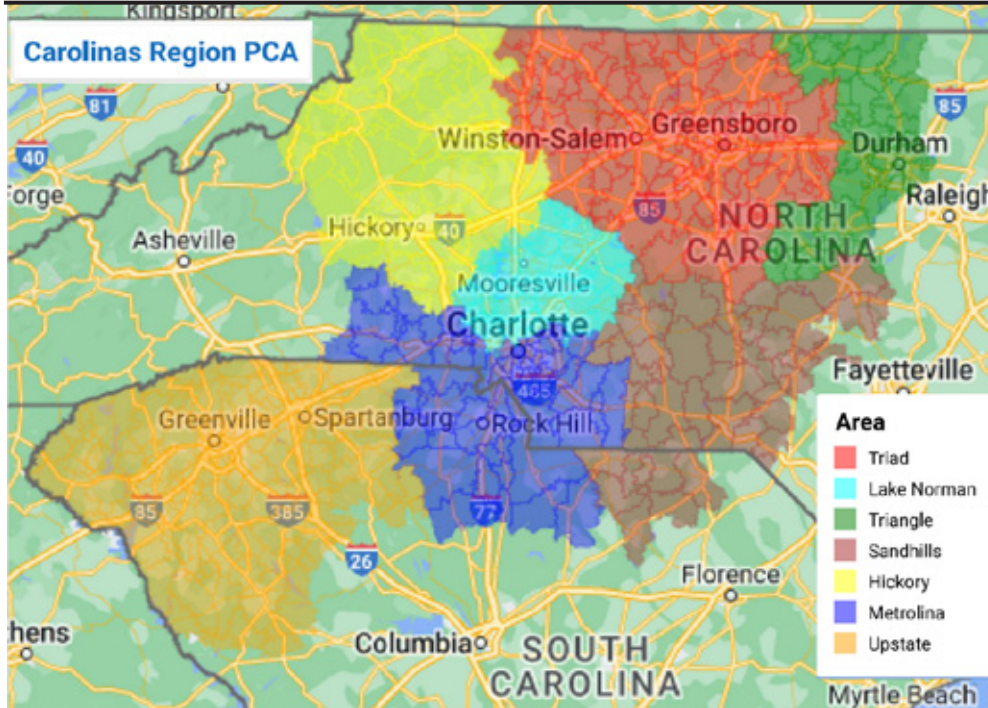 Kingsport
Carolinas Region PCA
81
85
Winston-Salem
Greensboro
Durham
40
Forge
85
Raleigh
NORTH
CAROLINA
Hickory
40
Asheville
Mooresville
Charlotte
Fayetteville
485
Greenville
Spartanburg
Rock Hill
85
385
77
26
Florence
Columbia
SOUTH
CAROLINA
thens
Myrtle Beach
Area
Triad
Lake Norman
Triangle
Sandhills
Hickory
Metrolina
Upstate